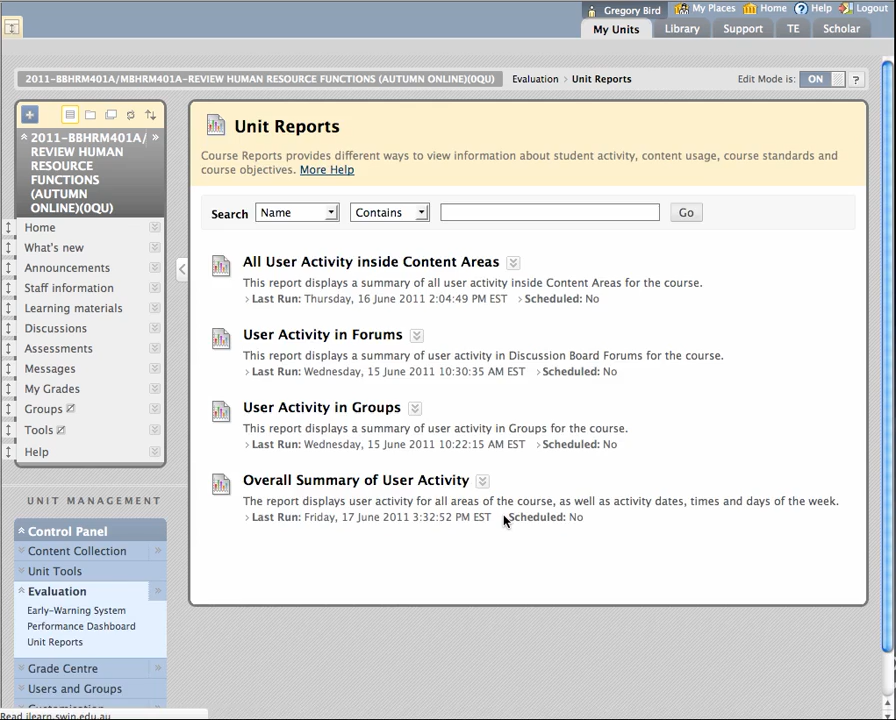 Gregory Bird My Places Home Help Logout
My Units Library Support TE Scholar
2011-BBHRM401A/MBHRM401A-REVIEW HUMAN RESOURCE FUNCTIONS (AUTUMN ONLINE)(0QU) Evaluation > Unit Reports Edit Mode is: ON ?
2011-BBHRM401A/
REVIEW HUMAN
RESOURCE
FUNCTIONS
(AUTUMN
ONLINE)(0QU)
Home
What's new
Announcements
Staff information
Learning materials
Discussions
Assessments
Messages
My Grades
Groups
Tools
Help
UNIT MANAGEMENT
Control Panel
Content Collection
Unit Tools
Evaluation
Early-Warning System
Performance Dashboard
Unit Reports
Grade Centre
Users and Groups
Unit Reports
Course Reports provides different ways to view information about student activity, content usage, course standards and
course objectives. More Help
Search Name Contains Go
All User Activity inside Content Areas
This report displays a summary of all user activity inside Content Areas for the course.
> Last Run: Thursday, 16 June 2011 2:04:49 PM EST > Scheduled: No
User Activity in Forums
This report displays a summary of user activity in Discussion Board Forums for the course.
> Last Run: Wednesday, 15 June 2011 10:30:35 AM EST > Scheduled: No
User Activity in Groups
This report displays a summary of user activity in Groups for the course.
> Last Run: Wednesday, 15 June 2011 10:22:15 AM EST > Scheduled: No
Overall Summary of User Activity
The report displays user activity for all areas of the course, as well as activity dates, times and days of the week.
> Last Run: Friday, 17 June 2011 3:32:52 PM EST Scheduled: No
Read ilearn.swin.edu.au